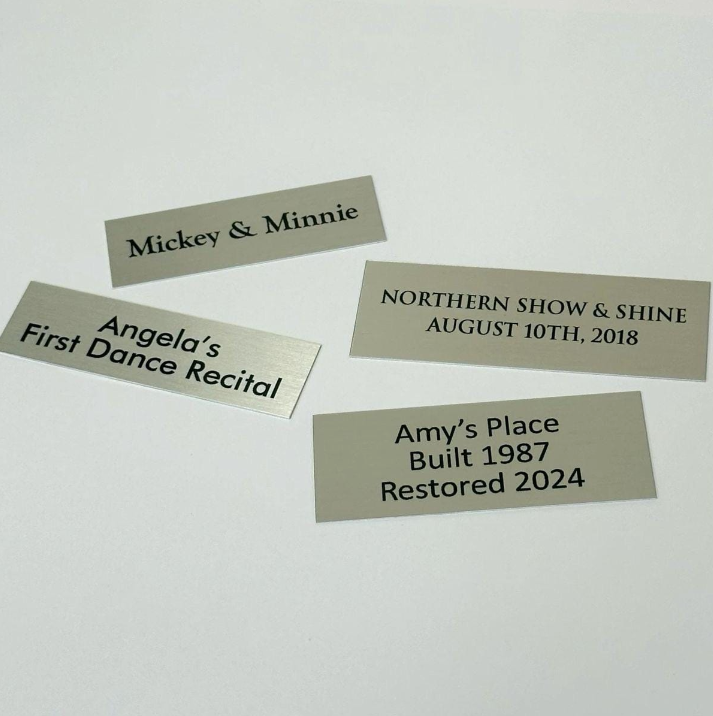 Mickey & Minnie
NORTHERN SHOW & SHINE
AUGUST 10TH, 2018
Angela's
First Dance Recital
Amy's Place
Built 1987
Restored 2024